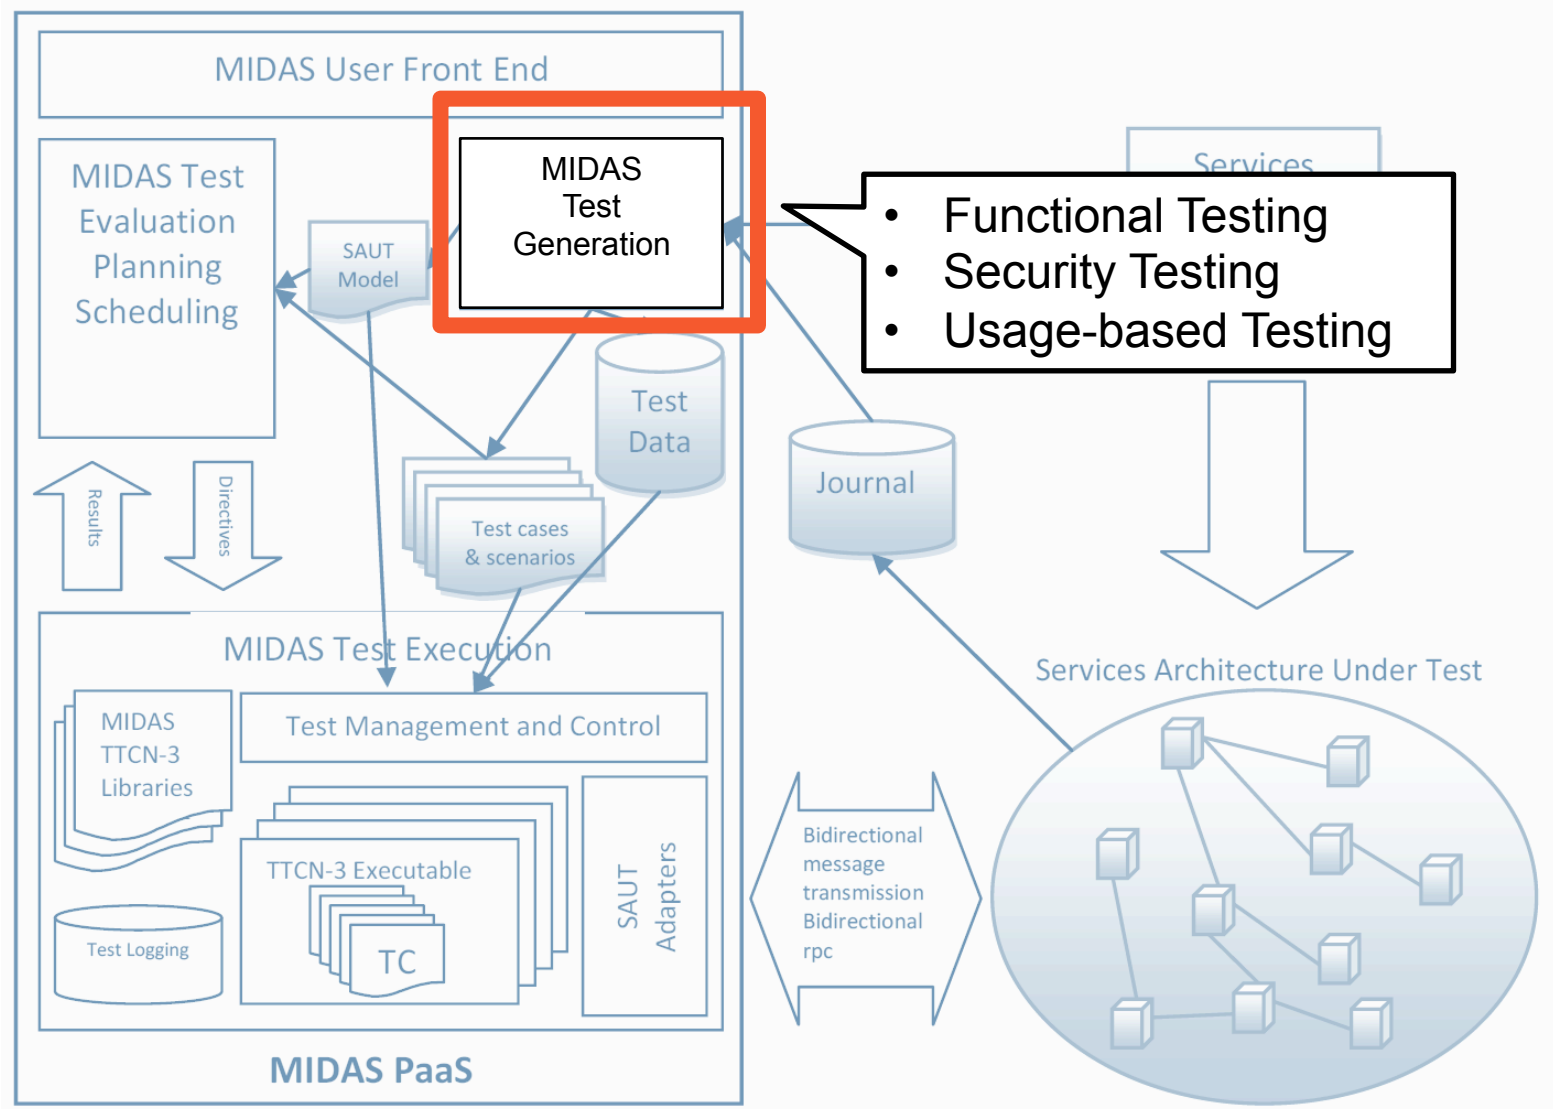 MIDAS User Front End
MIDAS Test
Evaluation
Planning
Scheduling
SAUT
Model
MIDAS
Test
Generation
Services
• Functional Testing
• Security Testing
• Usage-based Testing
Test
Data
Journal
Results
Directives
Test cases
& scenarios
MIDAS Test Execution
MIDAS
TTCN-3
Libraries
Test Management and Control
TTCN-3 Executable
TC
SAUT
Adapters
Test Logging
Bidirectional
message
transmission
Bidirectional
rpc
Services Architecture Under Test
MIDAS PaaS